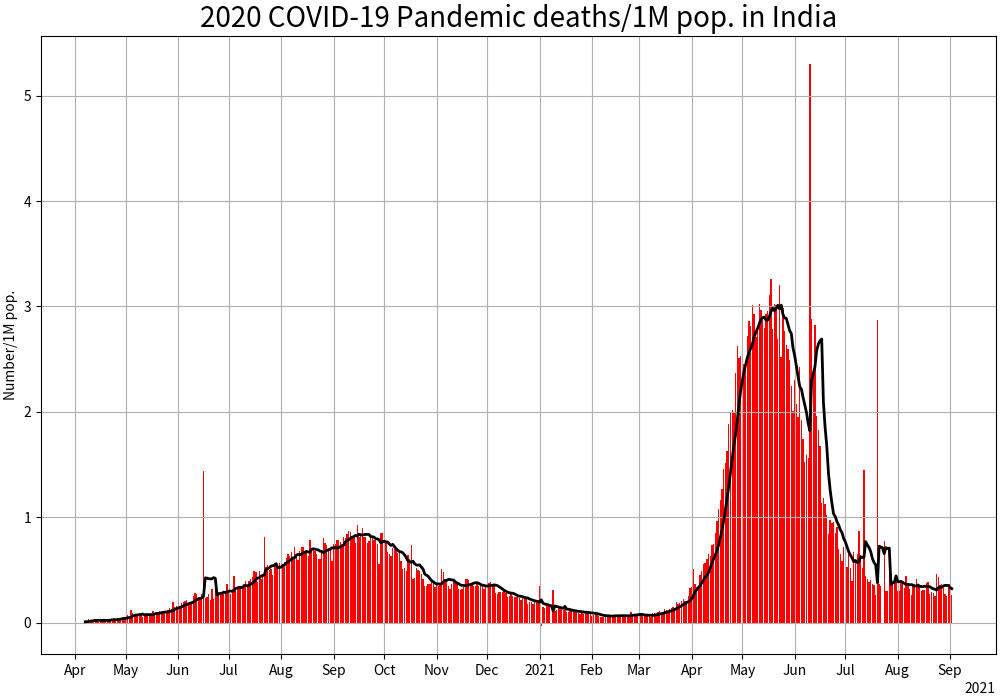 2020 COVID-19 Pandemic deaths/1M pop. in India
Number/1M pop.
5
4
3
2
1
0
Apr May Jun Jul Aug Sep Oct Nov Dec 2021 Feb Mar Apr May Jun Jul Aug Sep
2021